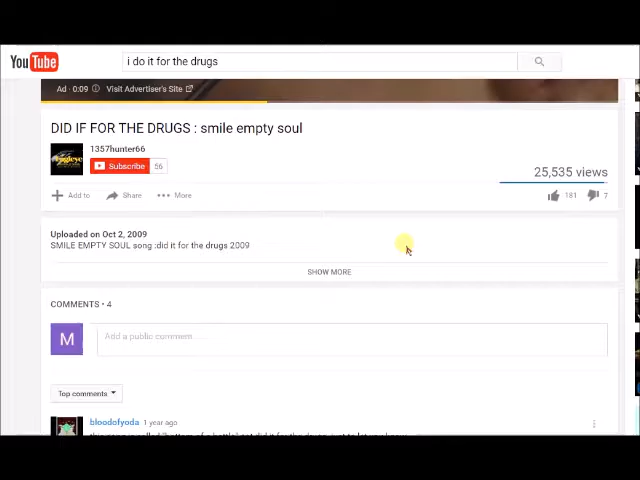 YouTube
i do it for the drugs
Ad · 0:09 Visit Advertiser's Site
DID IF FOR THE DRUGS : smile empty soul
1357hunter66
Subscribe 56
25,535 views
Add to Share More
181 7
Uploaded on Oct 2, 2009
SMILE EMPTY SOUL song :did it for the drugs 2009
SHOW MORE
COMMENTS • 4
M
Add a public comment...
Top comments
bloodofyoda 1 year ago